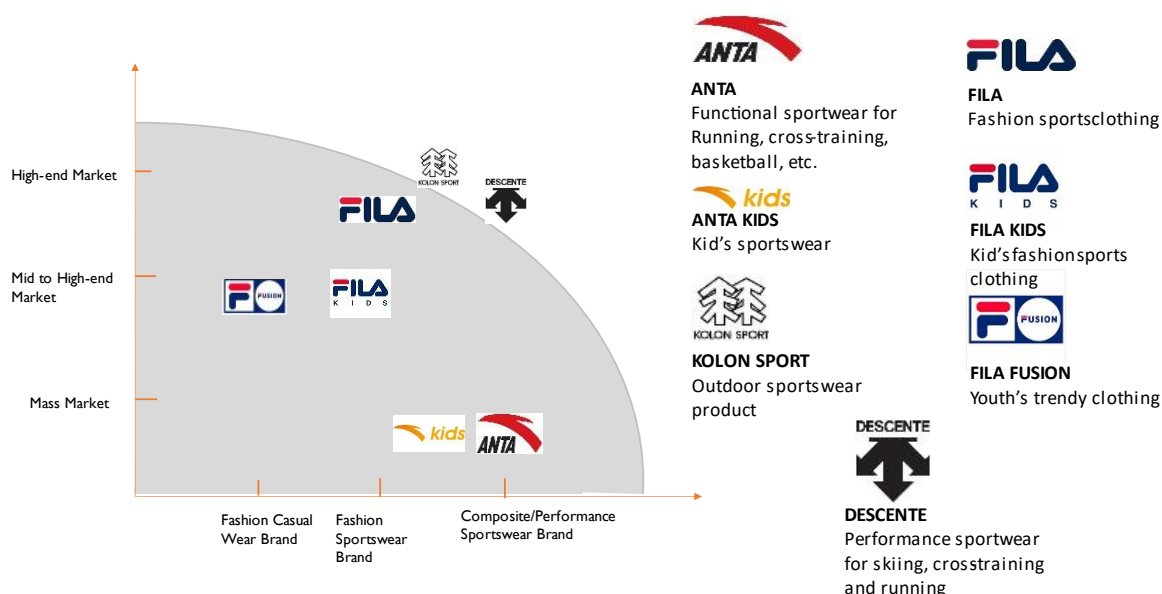 High-end Market
Mid to High-end
Market
Mass Market
Fashion Casual
Wear Brand
Fashion
Sportswear
Brand
Composite/Performance
Sportswear Brand
KOLON SPORT
DESCENTE
FILA
F FUSION
FILA
KIDS
kids
ANTA
ANTA
ANTA
Functional sportwear for
Running, cross-training,
basketball, etc.
kids
ANTA KIDS
Kid's sportswear
KOLON SPORT
KOLON SPORT
Outdoor sportswear
product
FILA
FILA
Fashion sportsclothing
FILA
KIDS
FILA KIDS
Kid'sfashionsports
clothing
F FUSION
FILA FUSION
Youth's trendy clothing
DESCENTE
DESCENTE
Performance sportwear
for skiing, crosstraining
and running